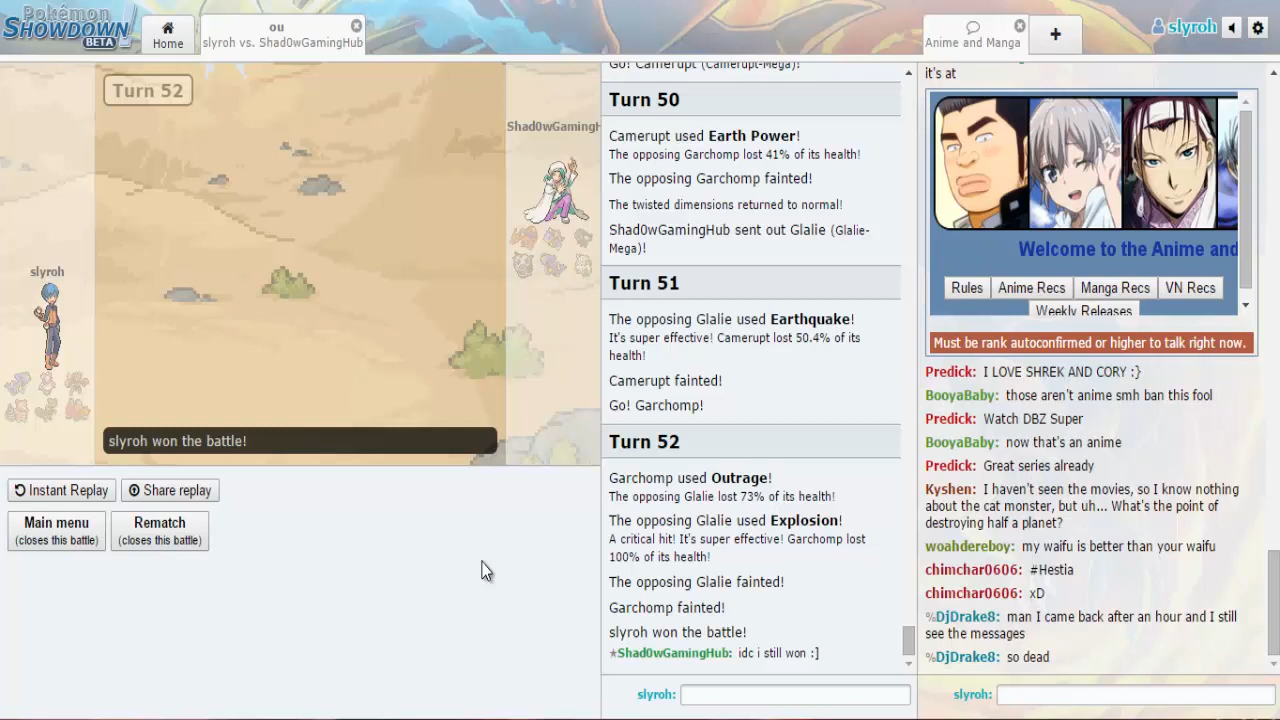 Pokémon
SHOWDOWN
BETA
Home
ou
slyroh vs. Shad0wGamingHub
Anime and Manga
+
slyroh
Turn 52
Shad0wGamingH
slyroh
slyroh won the battle!
Instant Replay
Share replay
Main menu
(closes this battle)
Rematch
(closes this battle)
Go! Camerupt (Camerupt-Mega)!
Turn 50
Camerupt used Earth Power!
The opposing Garchomp lost 41% of its health!
The opposing Garchomp fainted!
The twisted dimensions returned to normal!
Shad0wGamingHub sent out Glalie (Glalie-
Mega)!
Turn 51
The opposing Glalie used Earthquake!
It's super effective! Camerupt lost 50.4% of its
health!
Camerupt fainted!
Go! Garchomp!
Turn 52
Garchomp used Outrage!
The opposing Glalie lost 73% of its health!
The opposing Glalie used Explosion!
A critical hit! It's super effective! Garchomp lost
100% of its health!
The opposing Glalie fainted!
Garchomp fainted!
slyroh won the battle!
★Shad0wGamingHub: idc i still won :]
slyroh:
it's at
Welcome to the Anime and
Rules
Anime Recs
Manga Recs
VN Recs
Weekly Releases
Must be rank autoconfirmed or higher to talk right now.
Predick: I LOVE SHREK AND CORY :}
BooyaBaby: those aren't anime smh ban this fool
Predick: Watch DBZ Super
BooyaBaby: now that's an anime
Predick: Great series already
Kyshen: I haven't seen the movies, so I know nothing
about the cat monster, but uh... What's the point of
destroying half a planet?
woahdereboy: my waifu is better than your waifu
chimchar0606: #Hestia
chimchar0606: xD
%DjDrake8: man I came back after an hour and I still
see the messages
%DjDrake8: so dead
slyroh: